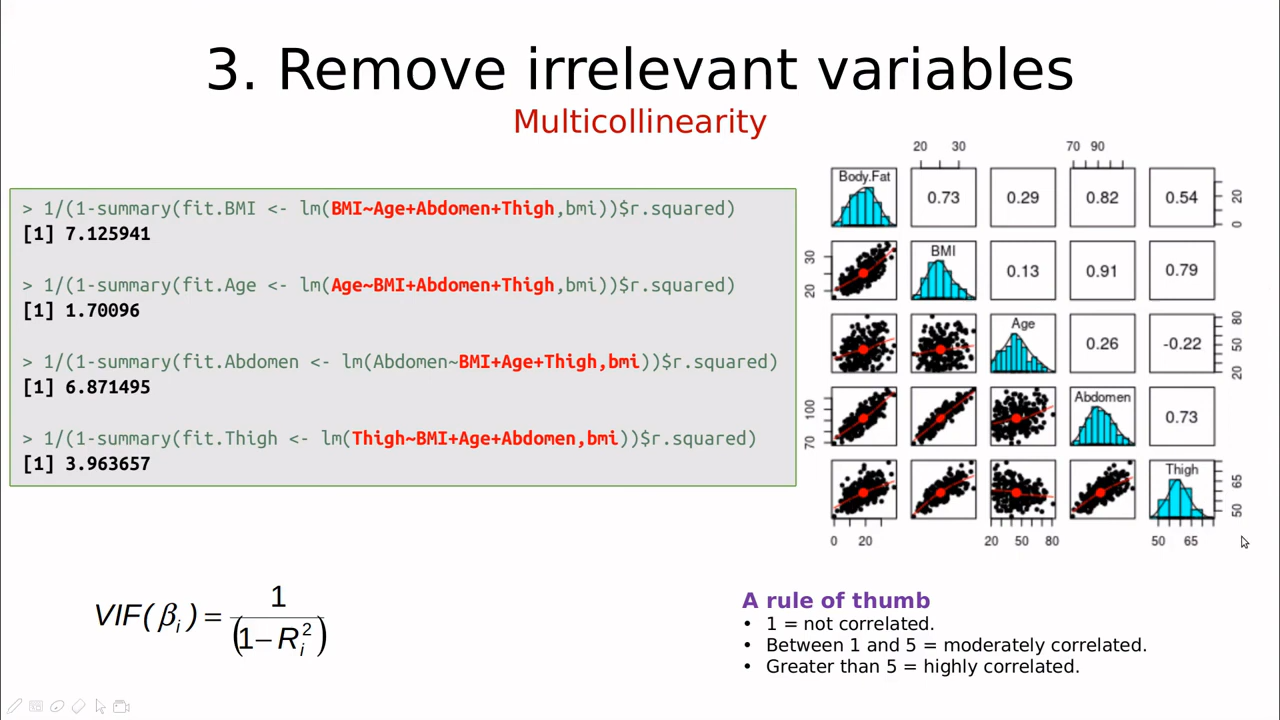 3. Remove irrelevant variables
Multicollinearity
> 1/(1-summary(fit.BMI <- lm(BMI~Age+Abdomen+Thigh,bmi))$r.squared)
[1] 7.125941
> 1/(1-summary(fit.Age <- lm(Age~BMI+Abdomen+Thigh,bmi))$r.squared)
[1] 1.70096
> 1/(1-summary(fit.Abdomen <- lm(Abdomen~BMI+Age+Thigh,bmi))$r.squared)
[1] 6.871495
> 1/(1-summary(fit.Thigh <- lm(Thigh~BMI+Age+Abdomen,bmi))$r.squared)
[1] 3.963657
20 30 70 90
Body.Fat 0.73 0.29 0.82 0.54 0 20
20 30 BMI 0.13 0.91 0.79
Age 0.26 -0.22 20 50 80
70 100 Abdomen 0.73
Thigh 50 65
0 20 20 50 80 50 65
VIF(βi) = 1/(1−Ri²)
A rule of thumb
• 1 = not correlated.
• Between 1 and 5 = moderately correlated.
• Greater than 5 = highly correlated.